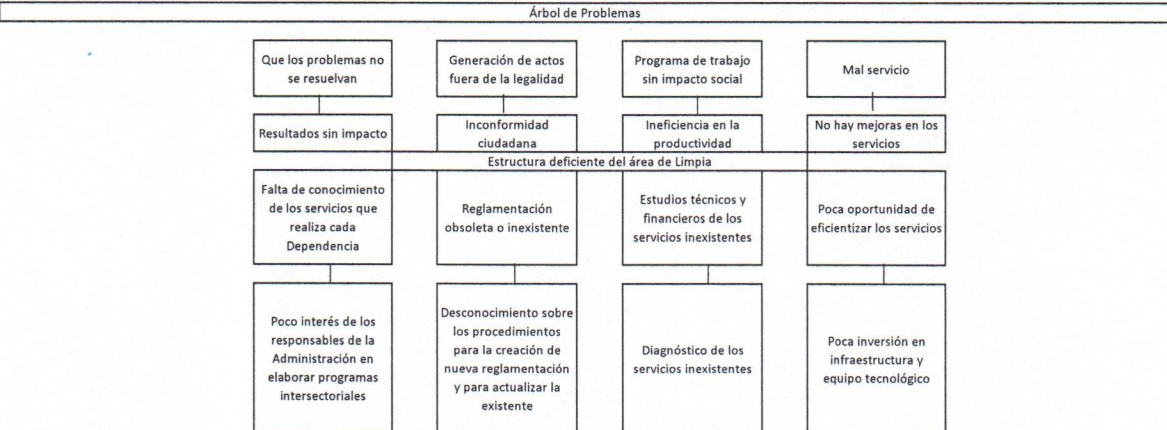 Árbol de Problemas
Que los problemas no
se resuelvan
Generación de actos
fuera de la legalidad
Programa de trabajo
sin impacto social
Mal servicio
Resultados sin impacto
Inconformidad
ciudadana
Ineficiencia en la
productividad
No hay mejoras en los
servicios
Estructura deficiente del área de Limpia
Falta de conocimiento
de los servicios que
realiza cada
Dependencia
Reglamentación
obsoleta o inexistente
Estudios técnicos y
financieros de los
servicios inexistentes
Poca oportunidad de
eficientizar los servicios
Poco interés de los
responsables de la
Administración en
elaborar programas
intersectoriales
Desconocimiento sobre
los procedimientos
para la creación de
nueva reglamentación
y para actualizar la
existente
Diagnóstico de los
servicios inexistentes
Poca inversión en
infraestructura y
equipo tecnológico